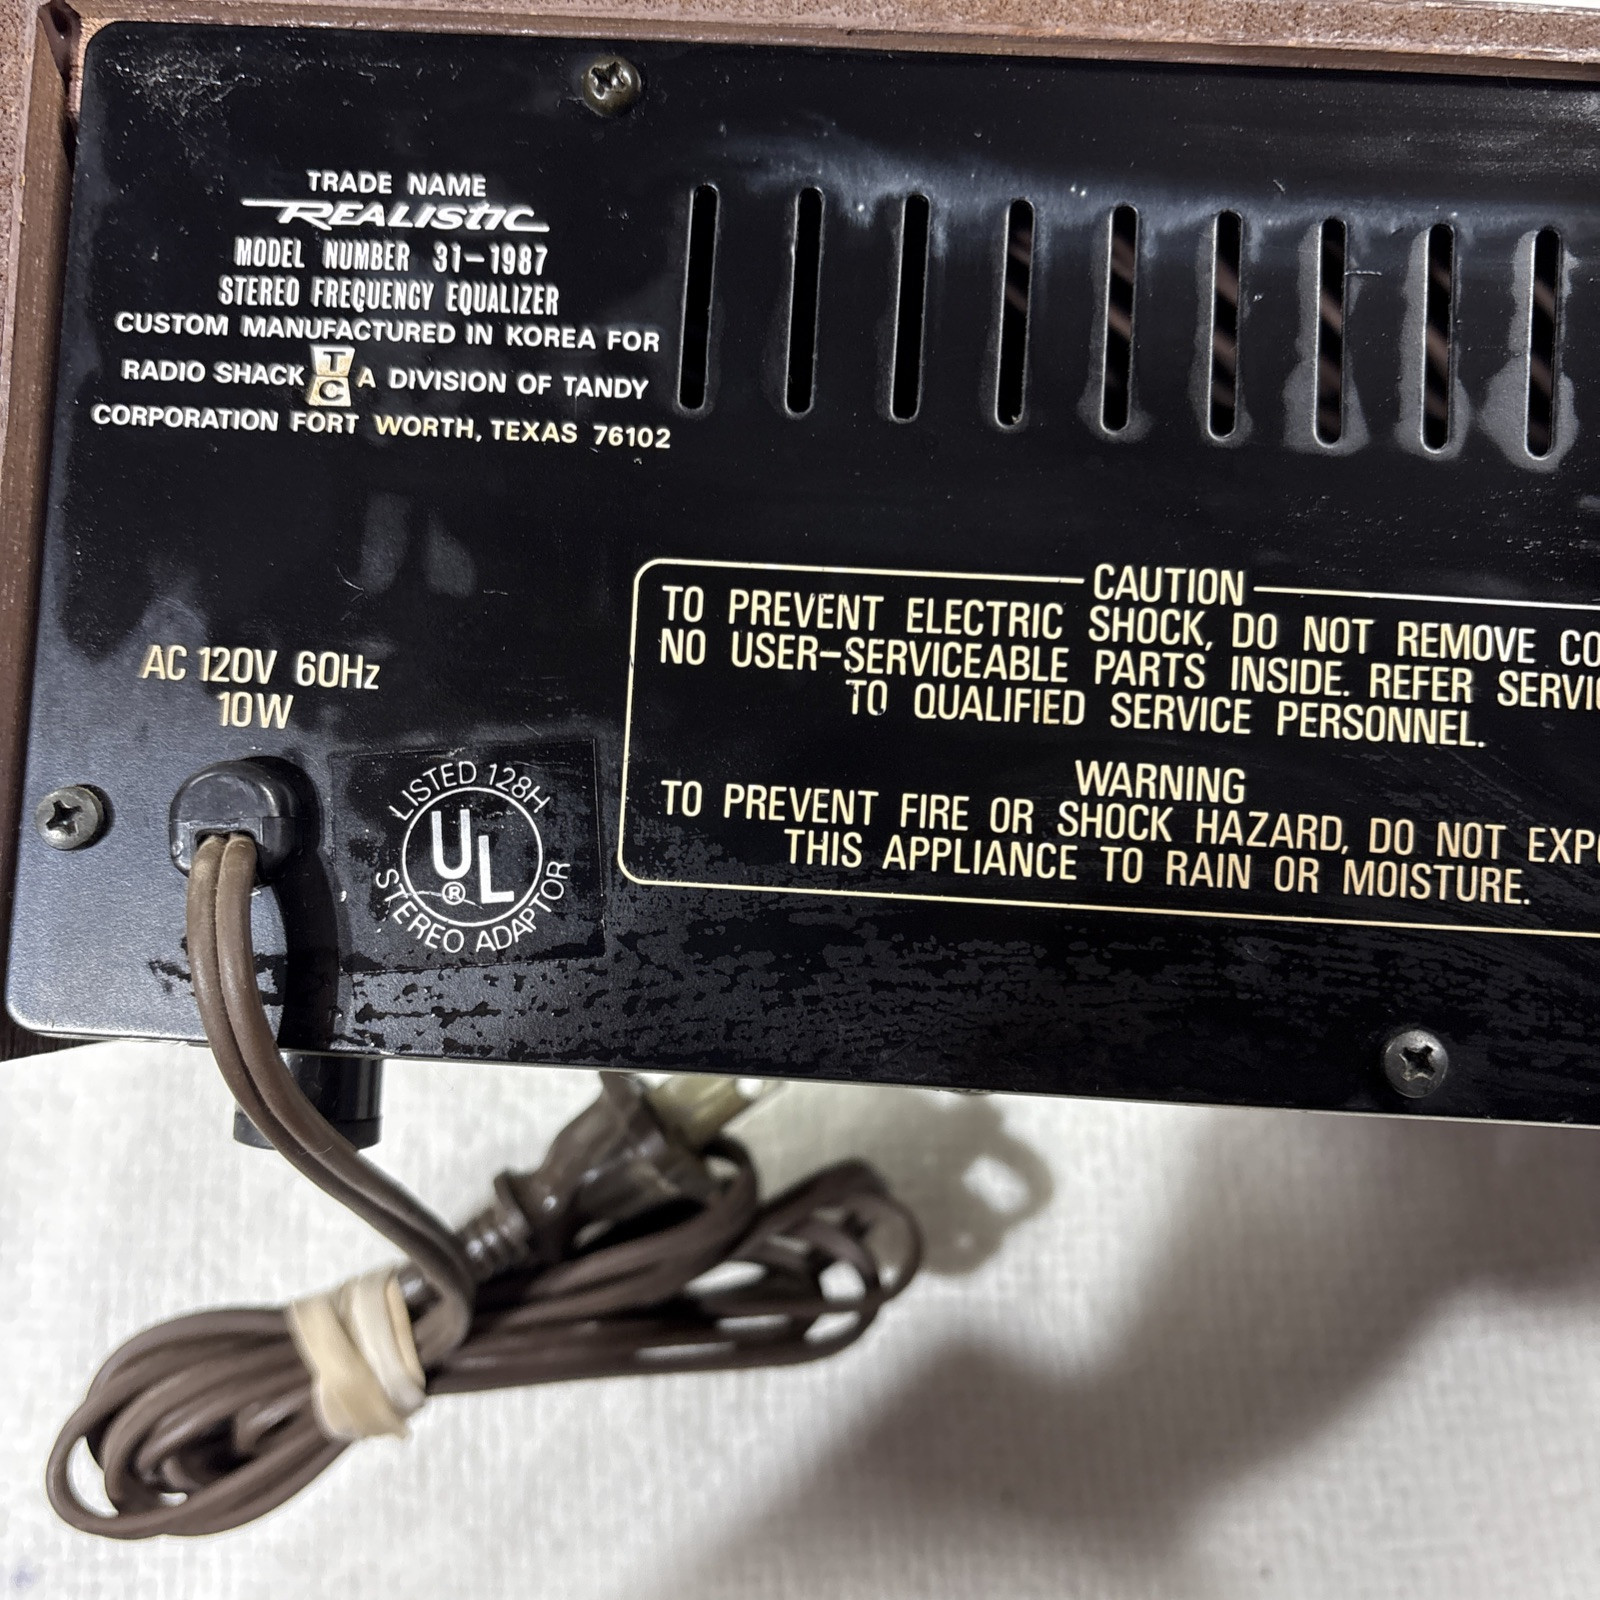 TRADE NAME
REALISTIC
MODEL NUMBER 31-1987
STEREO FREQUENCY EQUALIZER
CUSTOM MANUFACTURED IN KOREA FOR
RADIO SHACK TC A DIVISION OF TANDY
CORPORATION FORT WORTH, TEXAS 76102
AC 120V 60Hz
10W
LISTED 128H
UL ®
STEREO ADAPTOR
CAUTION
TO PREVENT ELECTRIC SHOCK, DO NOT REMOVE CO
NO USER-SERVICEABLE PARTS INSIDE. REFER SERVIC
TO QUALIFIED SERVICE PERSONNEL.
WARNING
TO PREVENT FIRE OR SHOCK HAZARD, DO NOT EXPO
THIS APPLIANCE TO RAIN OR MOISTURE.